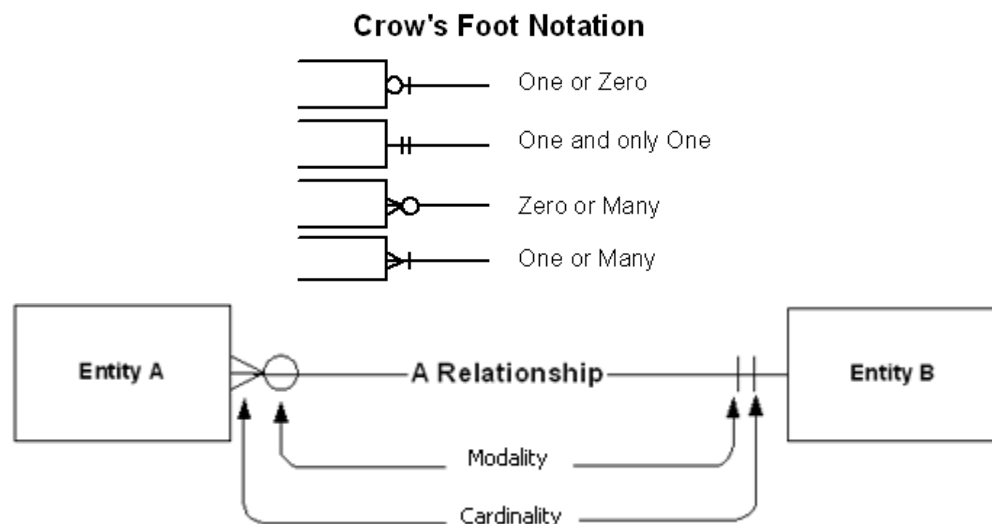 Crow's Foot Notation
One or Zero
One and only One
Zero or Many
One or Many
Entity A
A Relationship
Entity B
Modality
Cardinality